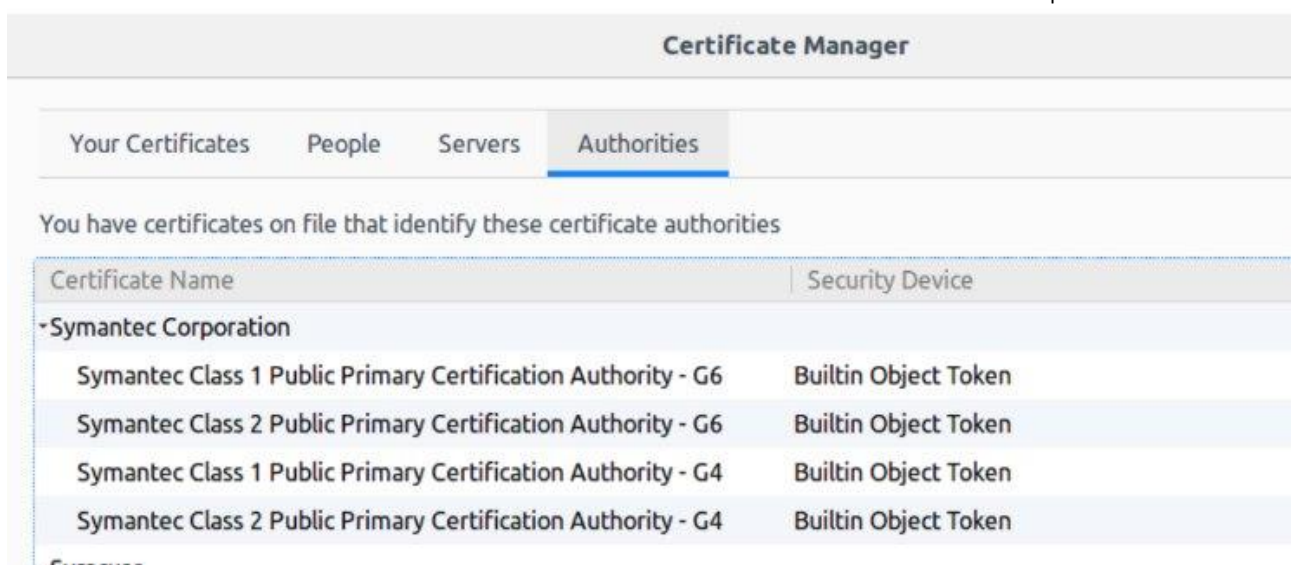 Certificate Manager
Your Certificates People Servers Authorities
You have certificates on file that identify these certificate authorities
Certificate Name Security Device
Symantec Corporation
Symantec Class 1 Public Primary Certification Authority - G6 Builtin Object Token
Symantec Class 2 Public Primary Certification Authority - G6 Builtin Object Token
Symantec Class 1 Public Primary Certification Authority - G4 Builtin Object Token
Symantec Class 2 Public Primary Certification Authority - G4 Builtin Object Token